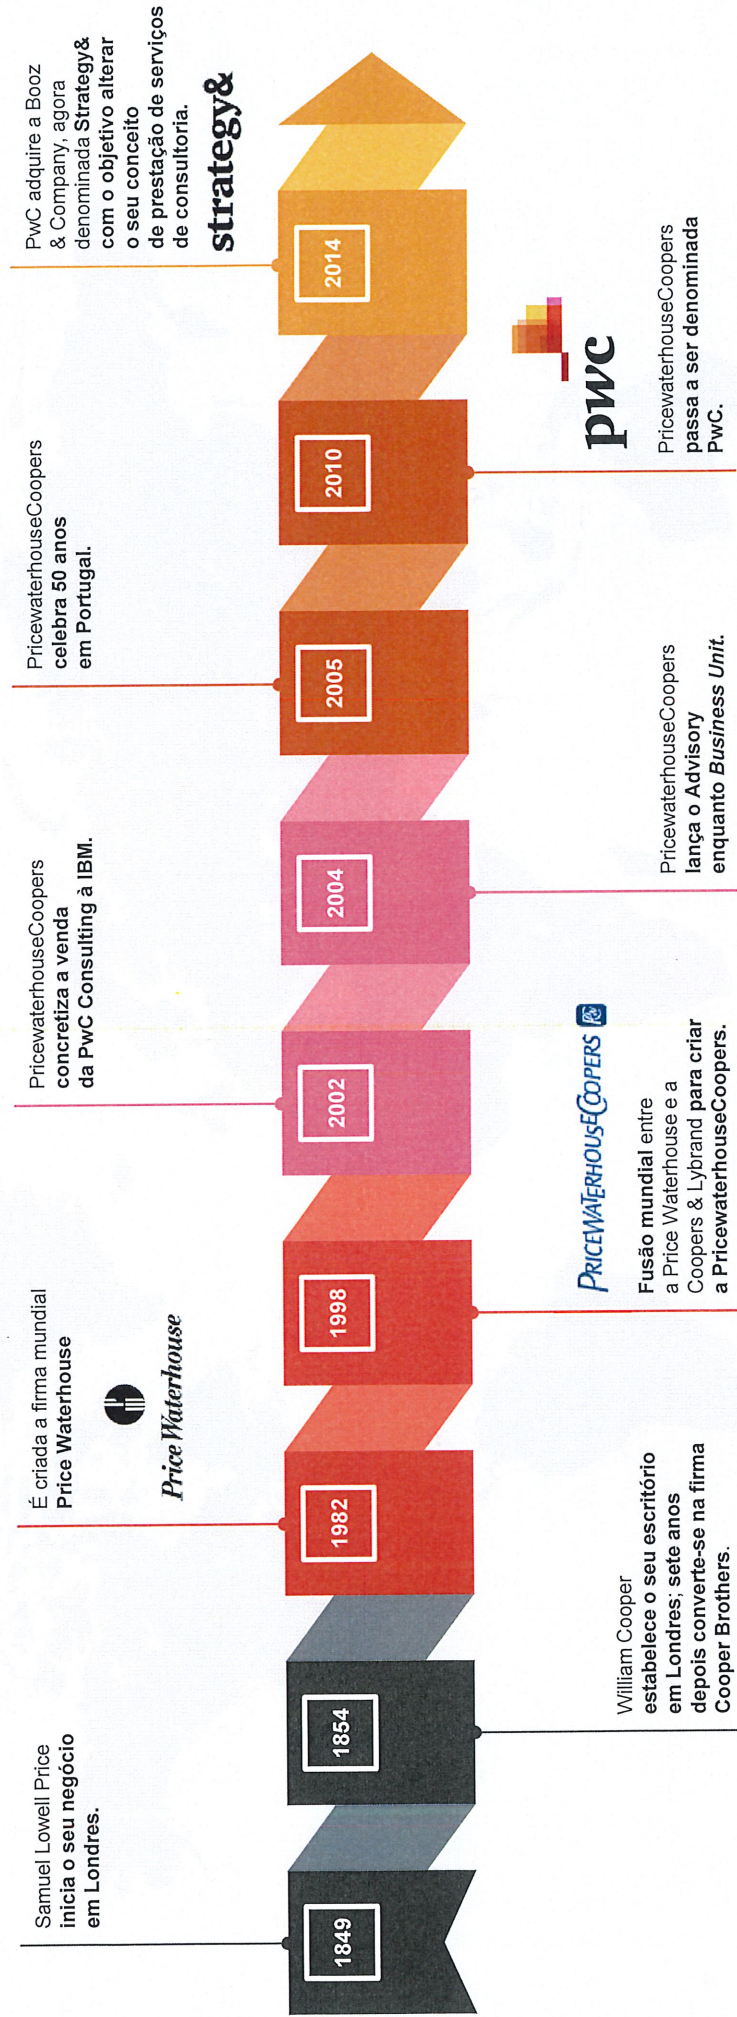 Samuel Lowell Price
inicia o seu negócio
em Londres.
1849
1854
William Cooper
estabelece o seu escritório
em Londres; sete anos
depois converte-se na firma
Cooper Brothers.
É criada a firma mundial
Price Waterhouse
Price Waterhouse
1982
1998
PRICEWATERHOUSECOOPERS
Fusão mundial entre
a Price Waterhouse e a
Coopers & Lybrand para criar
a PricewaterhouseCoopers.
PricewaterhouseCoopers
concretiza a venda
da PwC Consulting à IBM.
2002
2004
PricewaterhouseCoopers
lança o Advisory
enquanto Business Unit.
PricewaterhouseCoopers
celebra 50 anos
em Portugal.
2005
2010
pwc
PricewaterhouseCoopers
passa a ser denominada
PwC.
PwC adquire a Booz
& Company, agora
denominada Strategy&
com o objetivo alterar
o seu conceito
de prestação de serviços
de consultoria.
strategy&
2014